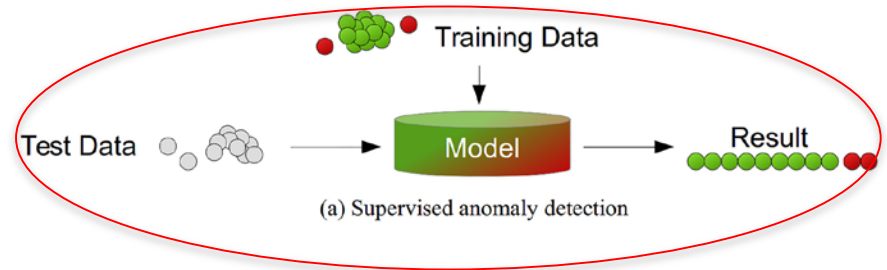 Training Data
Test Data
Model
Result
(a) Supervised anomaly detection